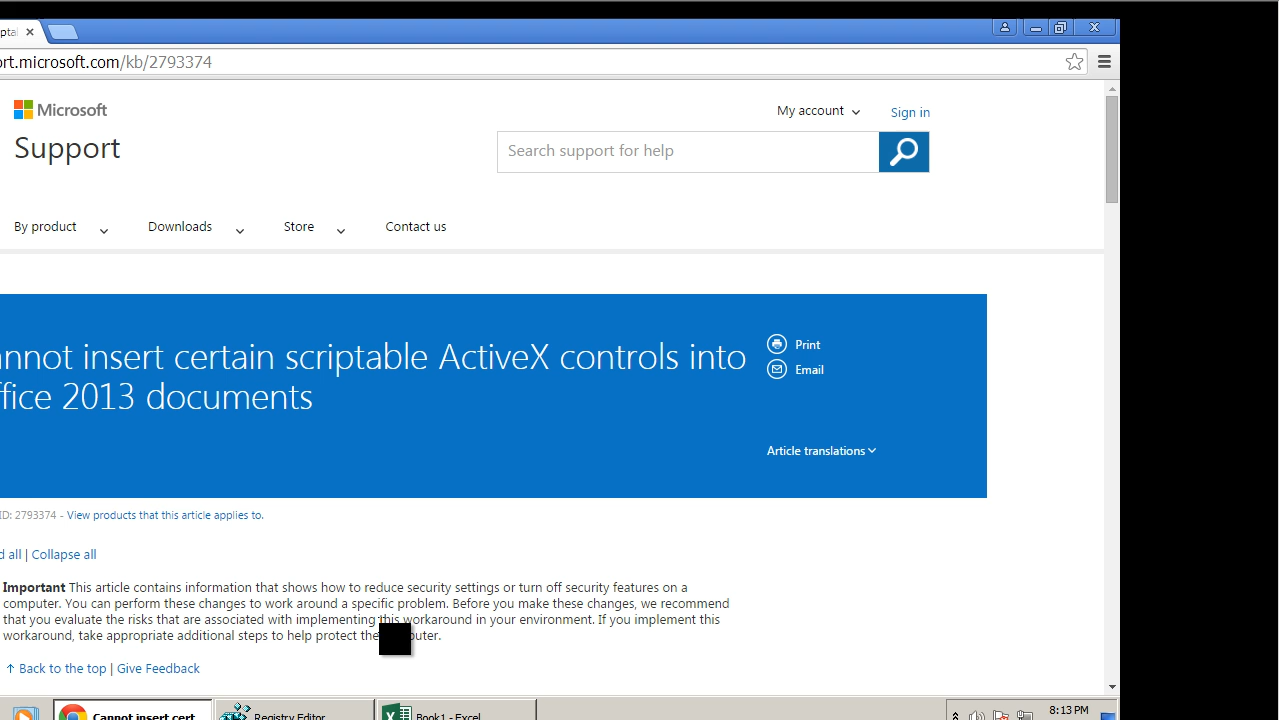 rt.microsoft.com/kb/2793374
Microsoft
My account
Sign in
Support
Search support for help
By product
Downloads
Store
Contact us
nnot insert certain scriptable ActiveX controls into
ffice 2013 documents
Print
Email
Article translations
ID: 2793374 - View products that this article applies to.
d all | Collapse all
Important This article contains information that shows how to reduce security settings or turn off security features on a
computer. You can perform these changes to work around a specific problem. Before you make these changes, we recommend
that you evaluate the risks that are associated with implementing this workaround in your environment. If you implement this
workaround, take appropriate additional steps to help protect the uter.
Back to the top | Give Feedback
Cannot insert cert
Registry Editor
Book1 - Excel
8:13 PM